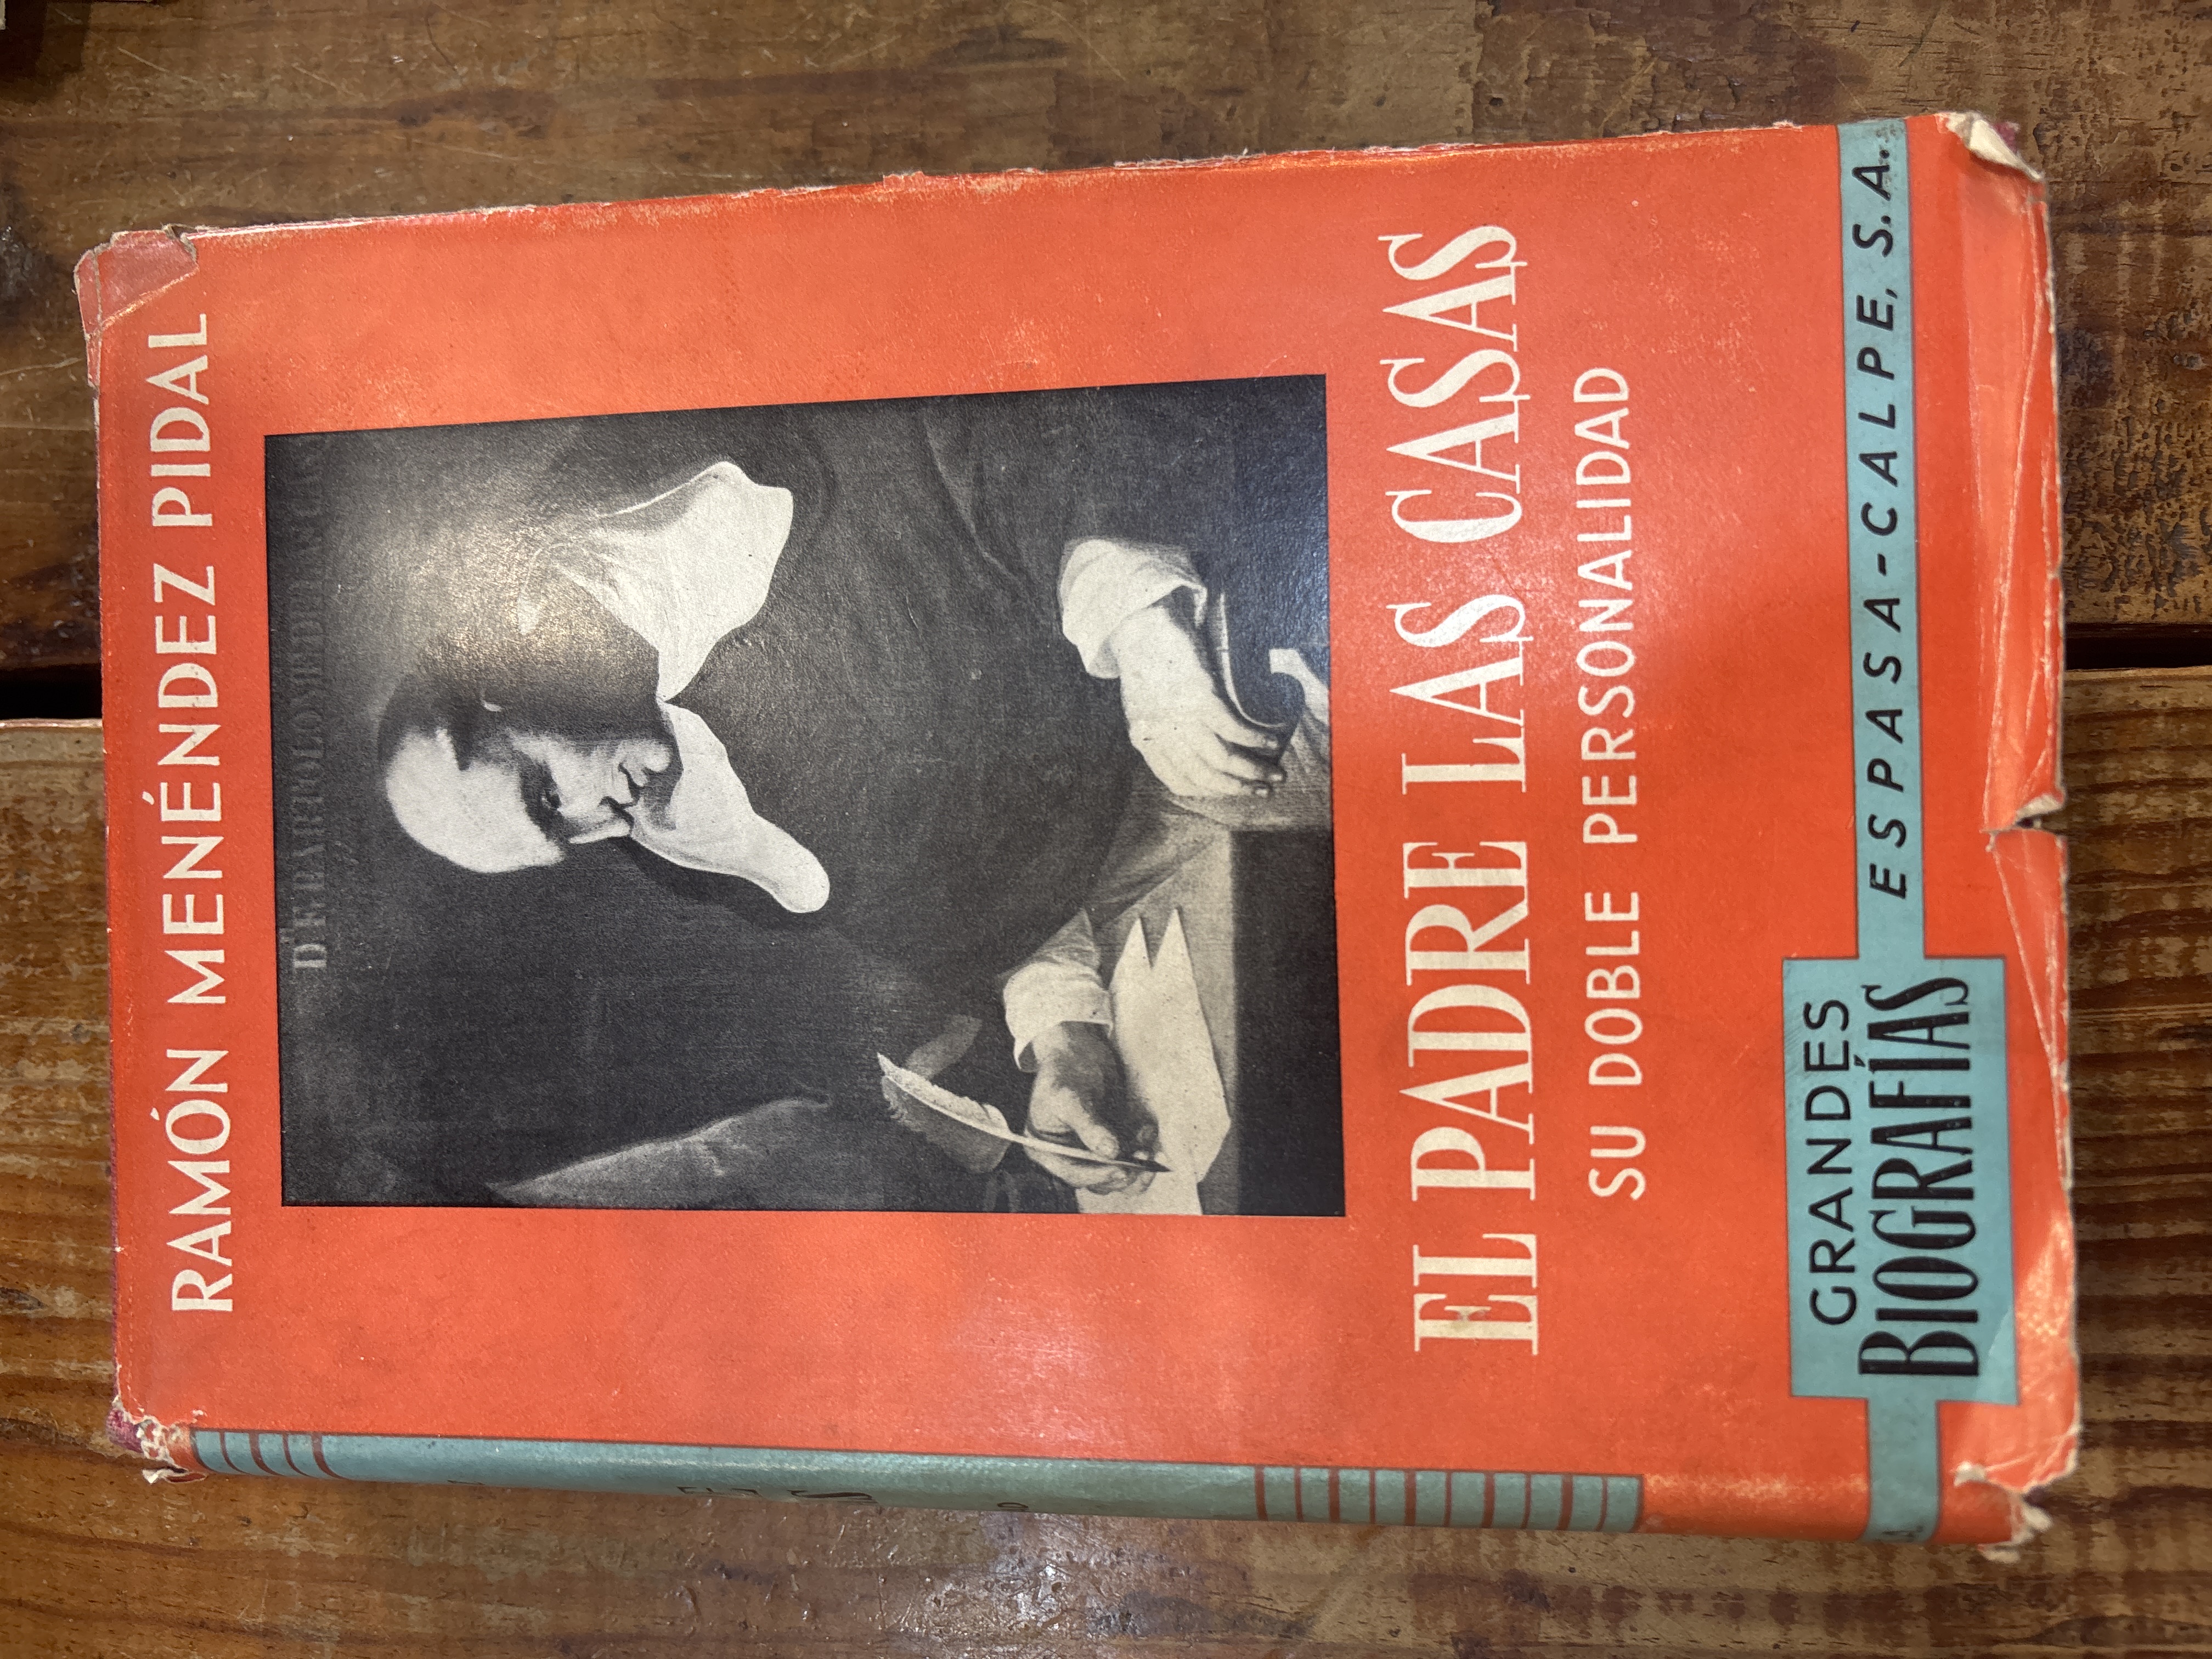 RAMÓN MENÉNDEZ PIDAL
EL PADRE LAS CASAS
SU DOBLE PERSONALIDAD
GRANDES
BIOGRAFÍAS
ESPASA-CALPE, S.A.